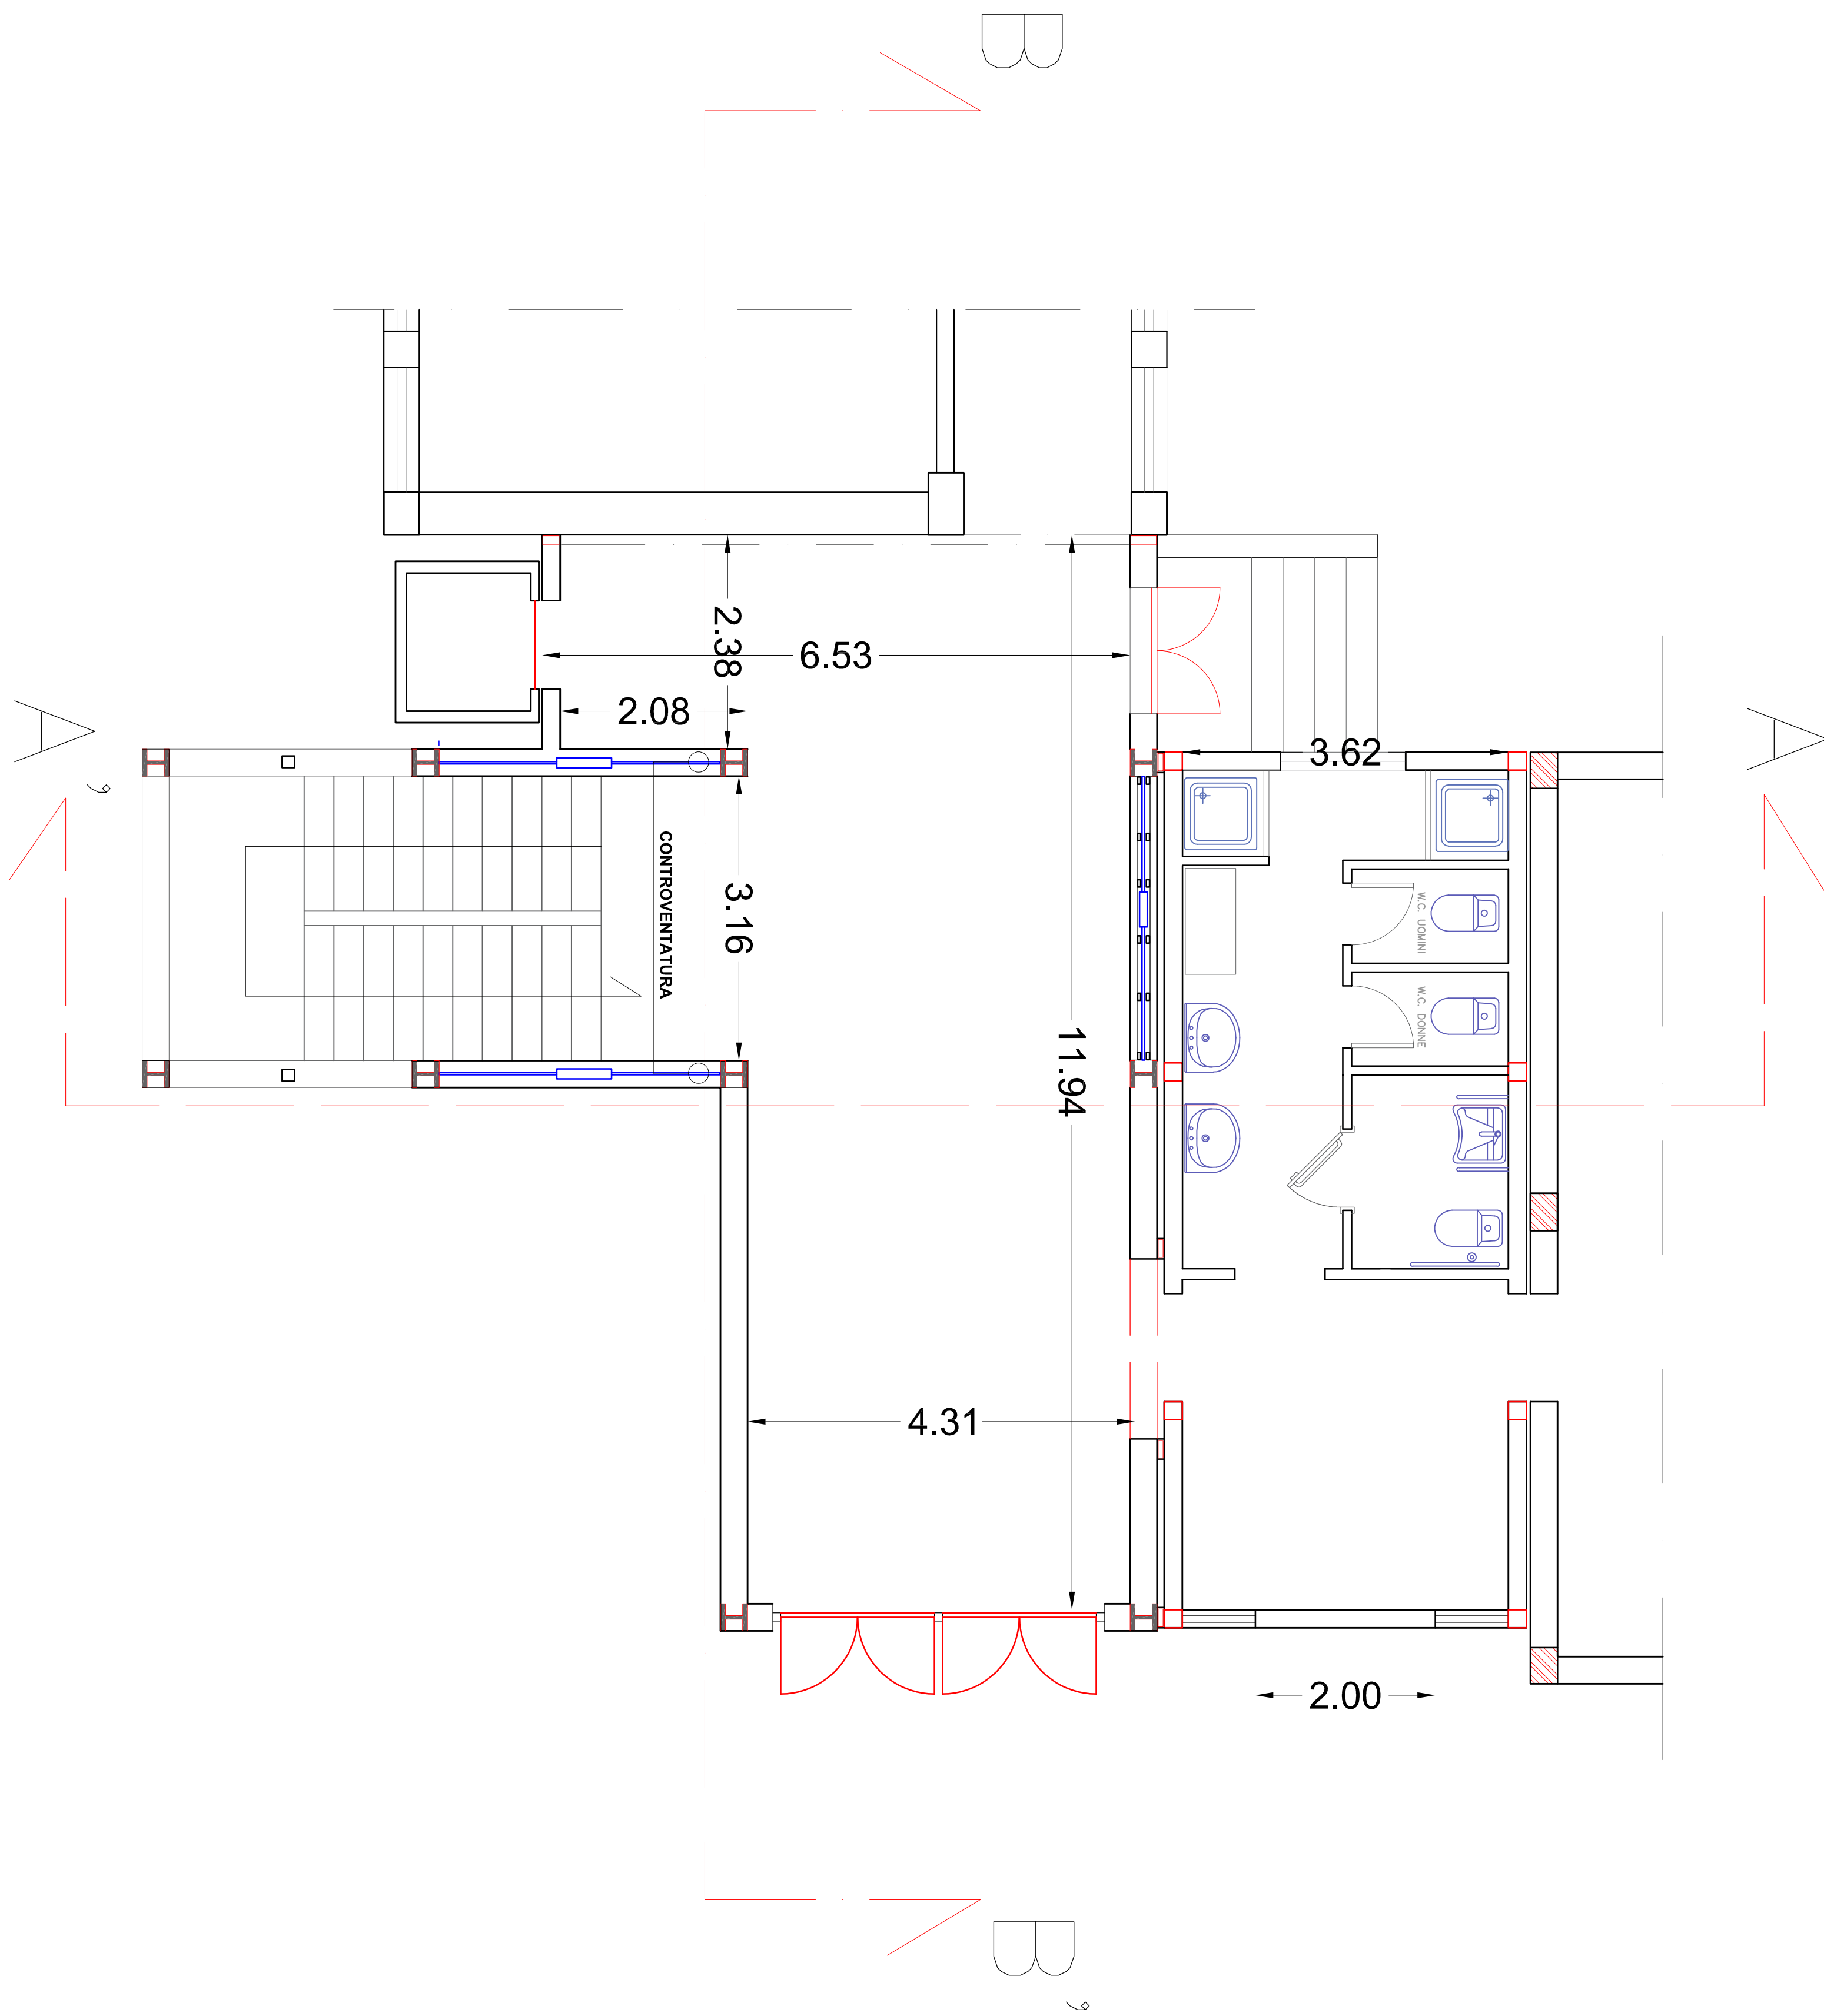 B
2.38
6.53
2.08
A
3.62
A
CONTROVENTATURA
3.16
W.C. UOMINI
W.C. DONNE
11.94
4.31
2.00
B